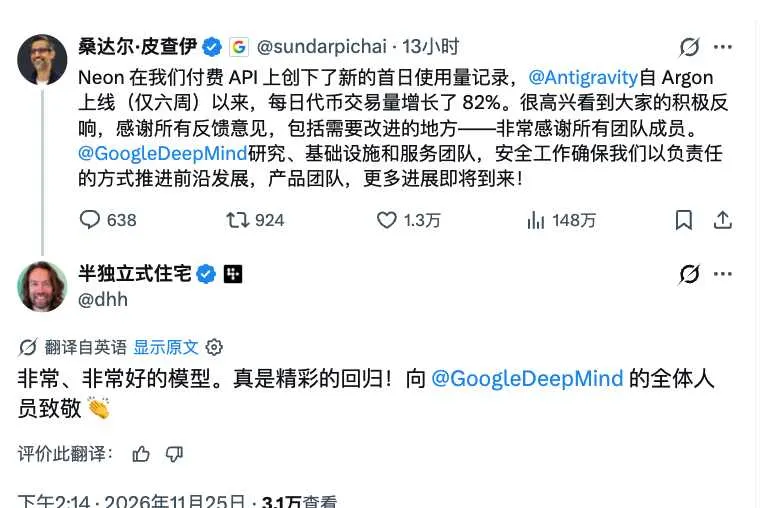 桑达尔·皮查伊 @sundarpichai · 13小时
Neon 在我们付费 API 上创下了新的首日使用量记录，@Antigravity自 Argon
上线（仅六周）以来，每日代币交易量增长了 82%。很高兴看到大家的积极反
响，感谢所有反馈意见，包括需要改进的地方——非常感谢所有团队成员。
@GoogleDeepMind研究、基础设施和服务团队，安全工作确保我们以负责任
的方式推进前沿发展，产品团队，更多进展即将到来！
638 924 1.3万 148万
半独立式住宅
@dhh
翻译自英语 显示原文
非常、非常好的模型。真是精彩的回归！向 @GoogleDeepMind 的全体人
员致敬 👏
评价此翻译：
下午2:14 · 2026年11月25日 · 3.1万查看